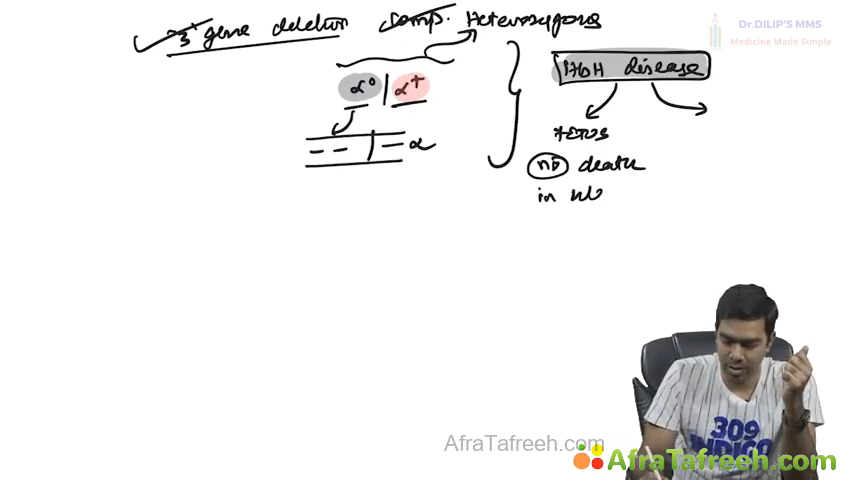 3 gene deletion comp. Heterozygous
Dr.DILIP'S MMS
Medicine Made Simple
HbH disease
α⁰ | α⁺
fetus
-- | -α
no death
in
309
INDIGO
AfraTafreeh.com
AfraTafreeh.com